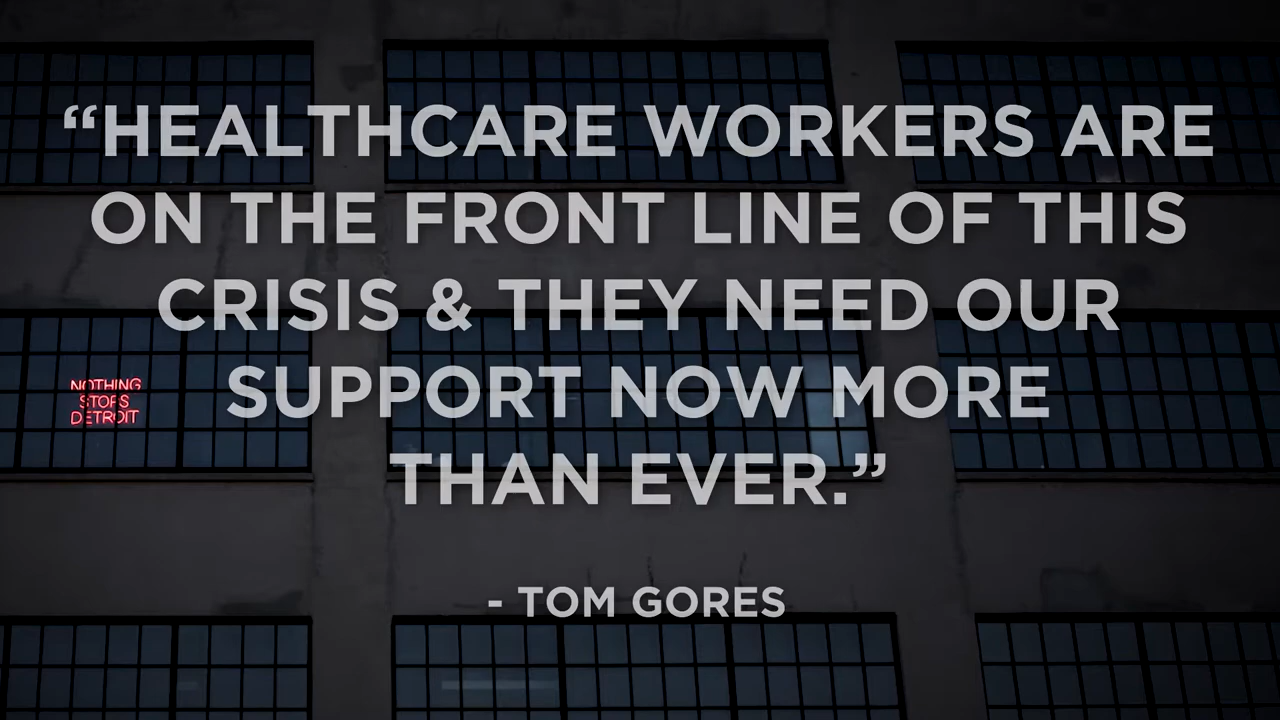 “HEALTHCARE WORKERS ARE
ON THE FRONT LINE OF THIS
CRISIS & THEY NEED OUR
SUPPORT NOW MORE
THAN EVER.”
- TOM GORES
NOTHING
STOPS
DETROIT